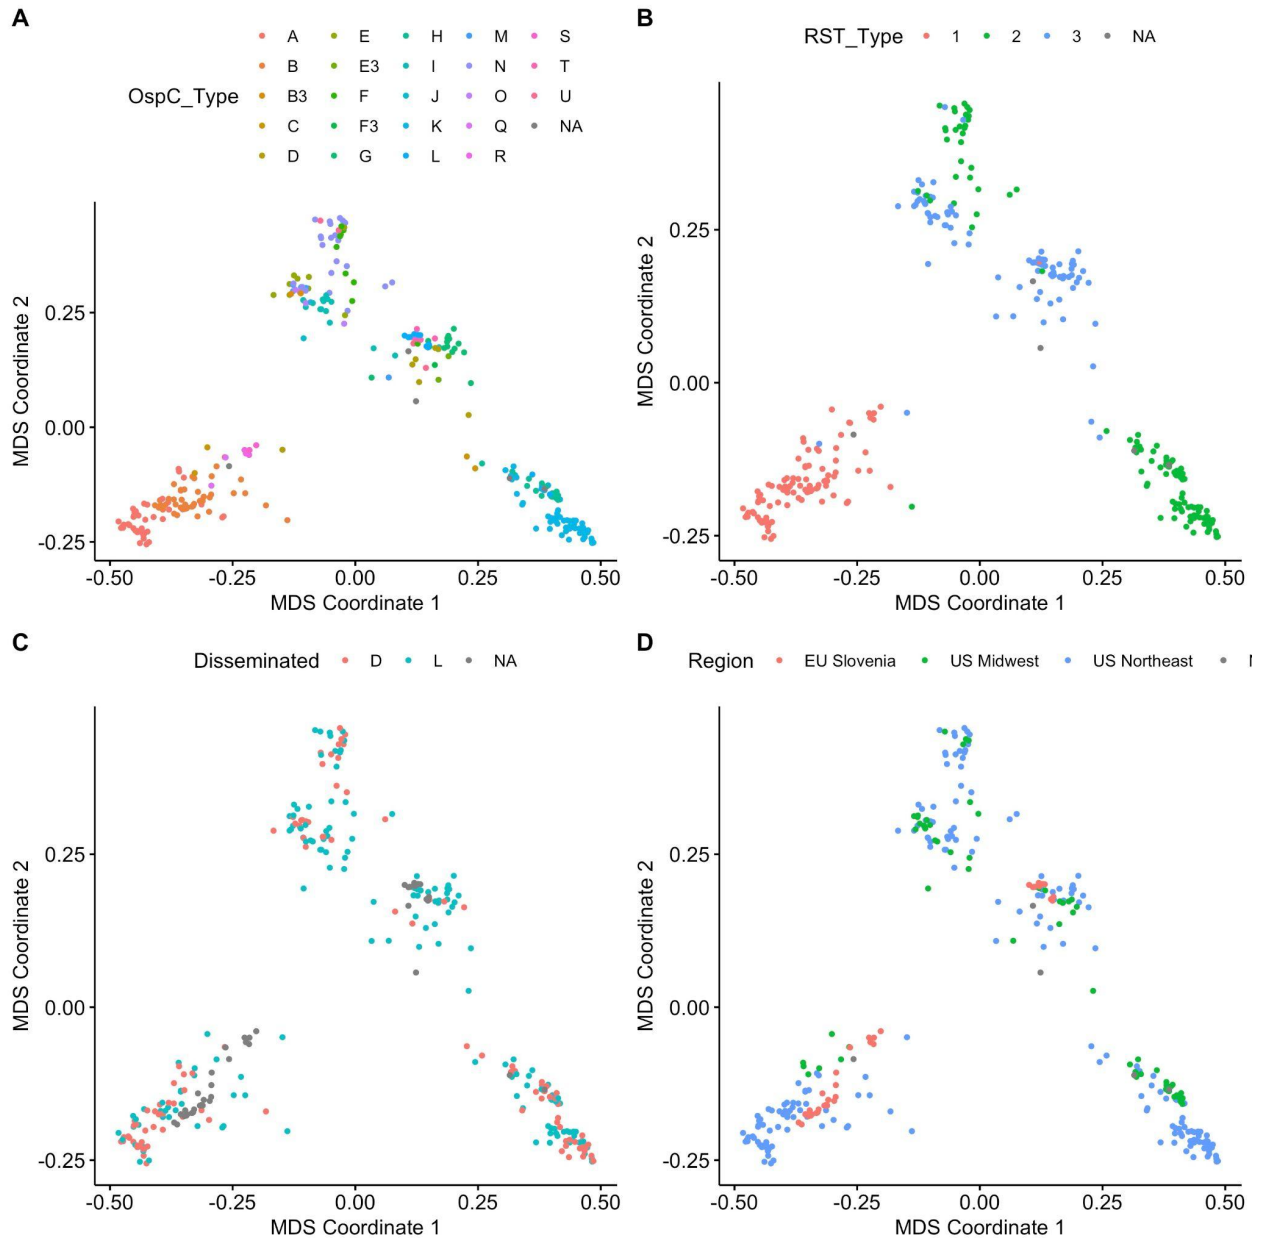 A
OspC_Type
A E H M S
B E3 I N T
B3 F J O U
C F3 K Q NA
D G L R
MDS Coordinate 2
0.25
0.00
-0.25
-0.50 -0.25 0.00 0.25 0.50
MDS Coordinate 1
B
RST_Type 1 2 3 NA
MDS Coordinate 2
0.25
0.00
-0.25
-0.50 -0.25 0.00 0.25 0.50
MDS Coordinate 1
C
Disseminated D L NA
MDS Coordinate 2
0.25
0.00
-0.25
-0.50 -0.25 0.00 0.25 0.50
MDS Coordinate 1
D
Region EU Slovenia US Midwest US Northeast
MDS Coordinate 2
0.25
0.00
-0.25
-0.50 -0.25 0.00 0.25 0.50
MDS Coordinate 1